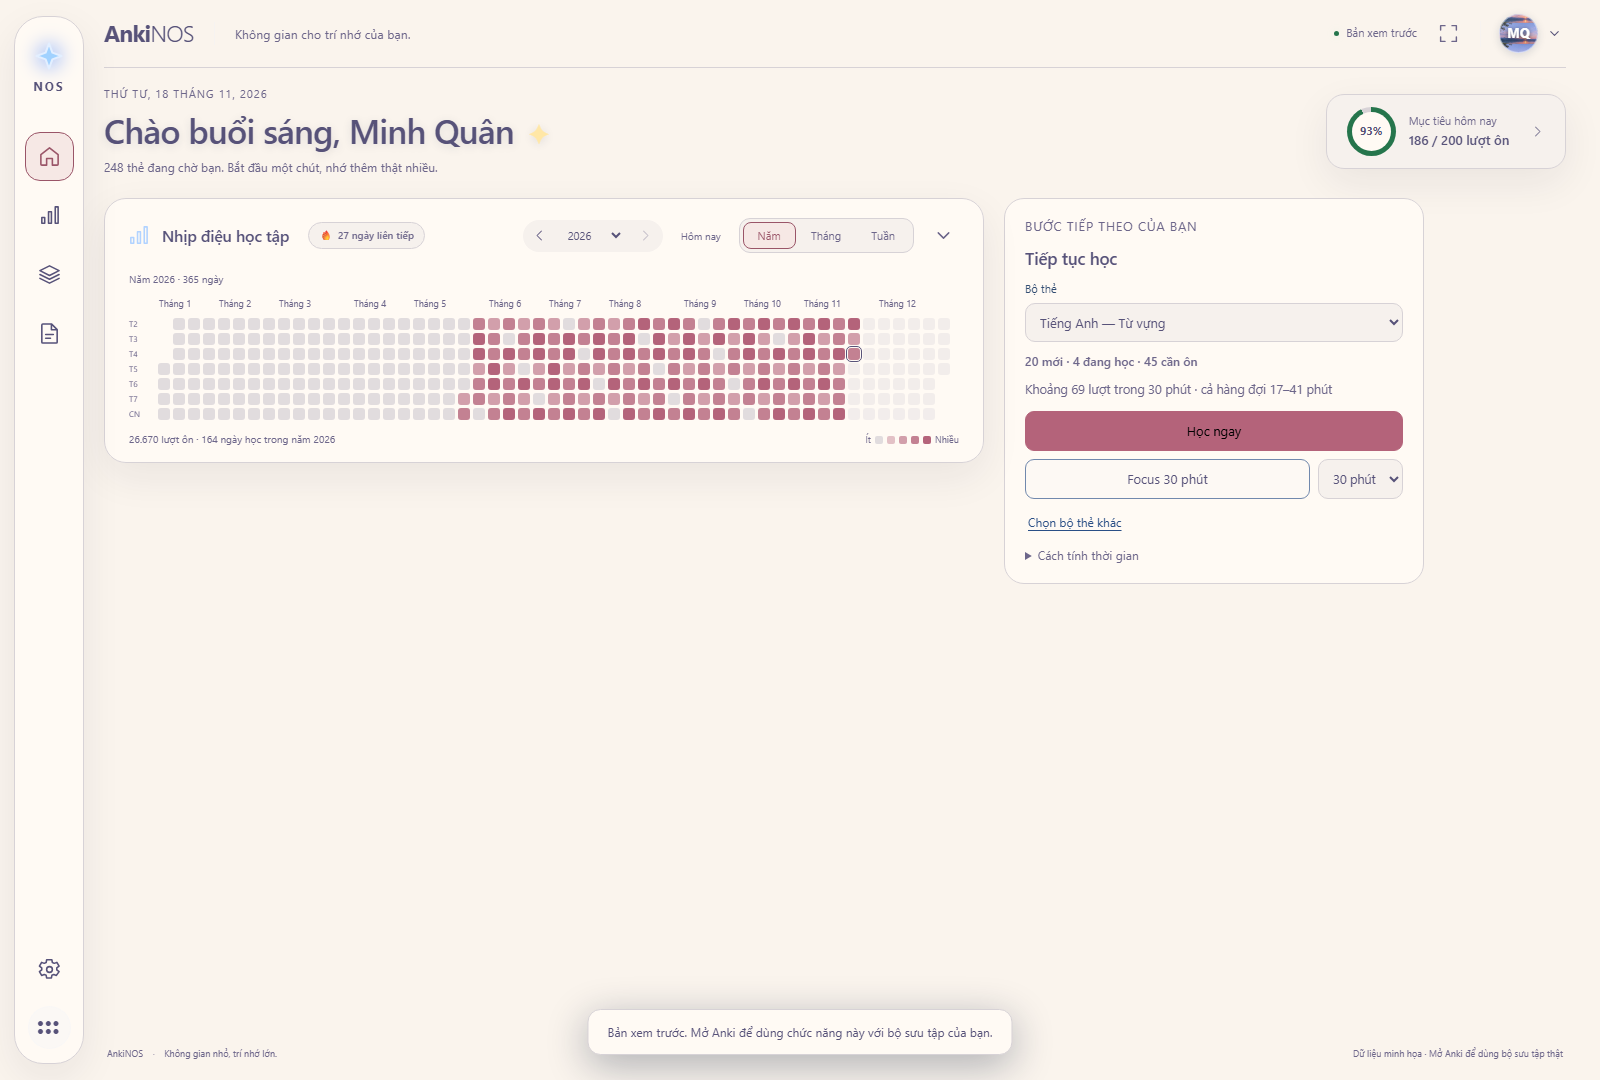 NOS
AnkiNOS
Không gian cho trí nhớ của bạn.
Bản xem trước
MQ
THỨ TƯ, 18 THÁNG 11, 2026
Chào buổi sáng, Minh Quân
248 thẻ đang chờ bạn. Bắt đầu một chút, nhớ thêm thật nhiều.
93%
Mục tiêu hôm nay
186 / 200 lượt ôn
Nhịp điệu học tập
27 ngày liên tiếp
2026
Hôm nay
Năm
Tháng
Tuần
Năm 2026 · 365 ngày
Tháng 1 Tháng 2 Tháng 3 Tháng 4 Tháng 5 Tháng 6 Tháng 7 Tháng 8 Tháng 9 Tháng 10 Tháng 11 Tháng 12
T2
T3
T4
T5
T6
T7
CN
26.670 lượt ôn · 164 ngày học trong năm 2026
Ít
Nhiều
BƯỚC TIẾP THEO CỦA BẠN
Tiếp tục học
Bộ thẻ
Tiếng Anh — Từ vựng
20 mới · 4 đang học · 45 cần ôn
Khoảng 69 lượt trong 30 phút · cả hàng đợi 17–41 phút
Học ngay
Focus 30 phút
30 phút
Chọn bộ thẻ khác
Cách tính thời gian
Bản xem trước. Mở Anki để dùng chức năng này với bộ sưu tập của bạn.
AnkiNOS · Không gian nhỏ, trí nhớ lớn.
Dữ liệu minh họa · Mở Anki để dùng bộ sưu tập thật